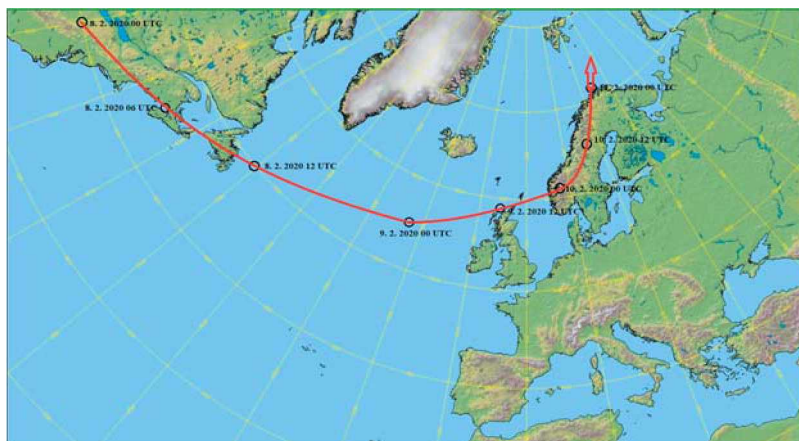 8. 2. 2020 00 UTC
8. 2. 2020 06 UTC
8. 2. 2020 12 UTC
9. 2. 2020 00 UTC
9. 2. 2020 12 UTC
10. 2. 2020 00 UTC
10. 2. 2020 12 UTC
11. 2. 2020 00 UTC